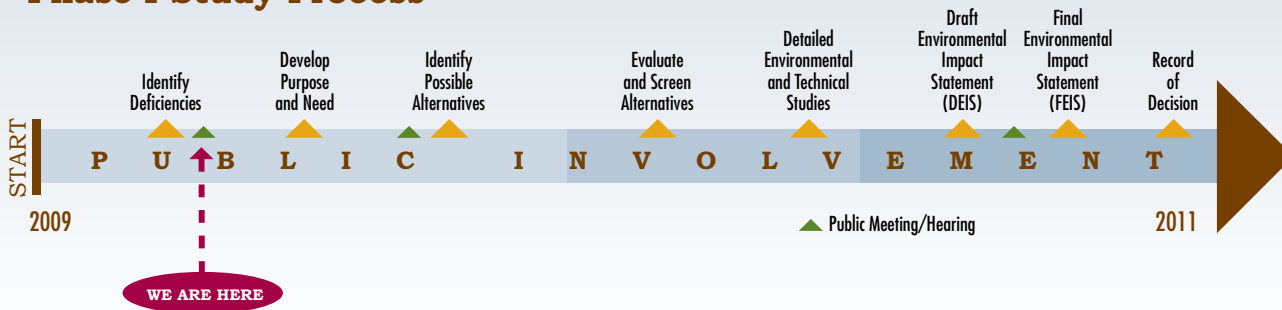 Phase I Study Process
Identify
Deficiencies
Develop
Purpose
and Need
Identify
Possible
Alternatives
Evaluate
and Screen
Alternatives
Detailed
Environmental
and Technical
Studies
Draft
Environmental
Impact
Statement
(DEIS)
Final
Environmental
Impact
Statement
(FEIS)
Record
of
Decision
START
PUBLIC INVOLVEMENT
2009
Public Meeting/Hearing
2011
WE ARE HERE